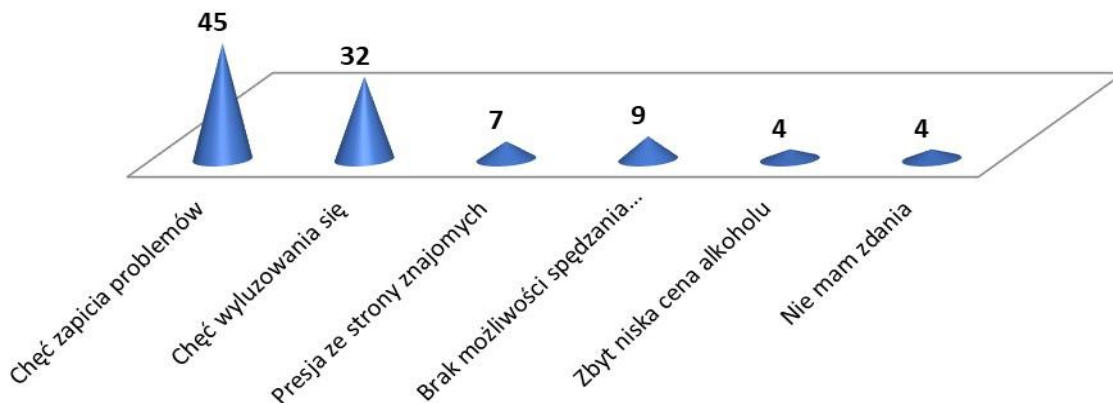 45
32
7
9
4
4
Chęć zapicia problemów
Chęć wyluzowania się
Presja ze strony znajomych
Brak możliwości spędzania...
Zbyt niska cena alkoholu
Nie mam zdania